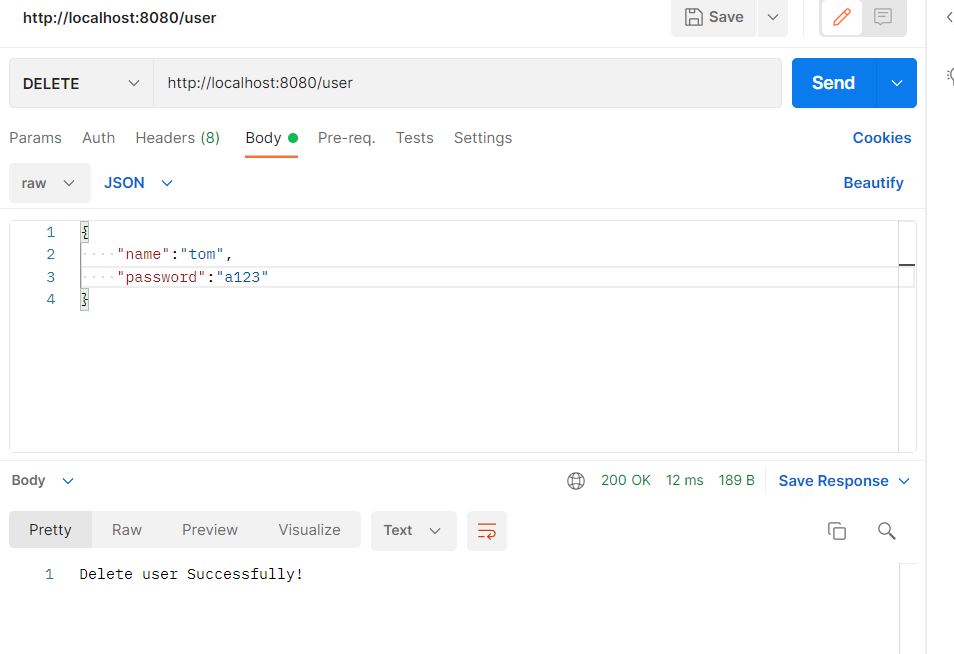 http://localhost:8080/user
Save
DELETE
http://localhost:8080/user
Send
Params Auth Headers (8) Body Pre-req. Tests Settings Cookies
raw JSON Beautify
1 {
2 "name":"tom",
3 "password":"a123"
4 }
Body 200 OK 12 ms 189 B Save Response
Pretty Raw Preview Visualize Text
1 Delete user Successfully!